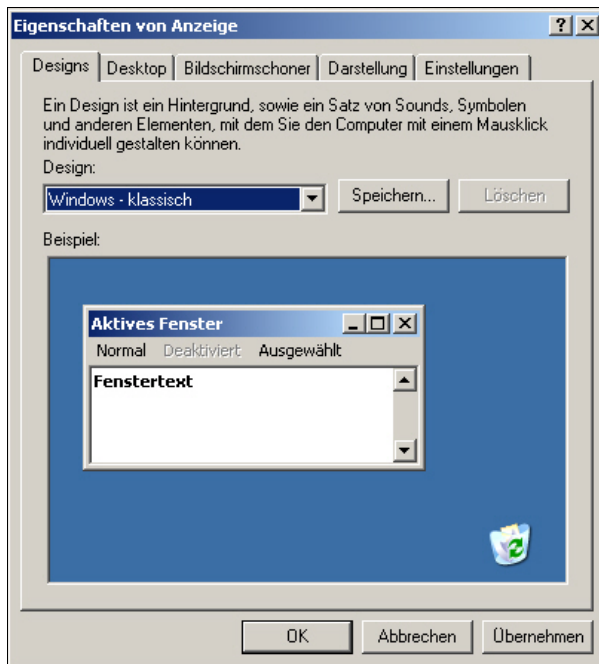 Eigenschaften von Anzeige
Designs Desktop Bildschirmschoner Darstellung Einstellungen
Ein Design ist ein Hintergrund, sowie ein Satz von Sounds, Symbolen
und anderen Elementen, mit dem Sie den Computer mit einem Mausklick
individuell gestalten können.
Design:
Windows - klassisch Speichern... Löschen
Beispiel:
Aktives Fenster
Normal Deaktiviert Ausgewählt
Fenstertext
OK Abbrechen Übernehmen